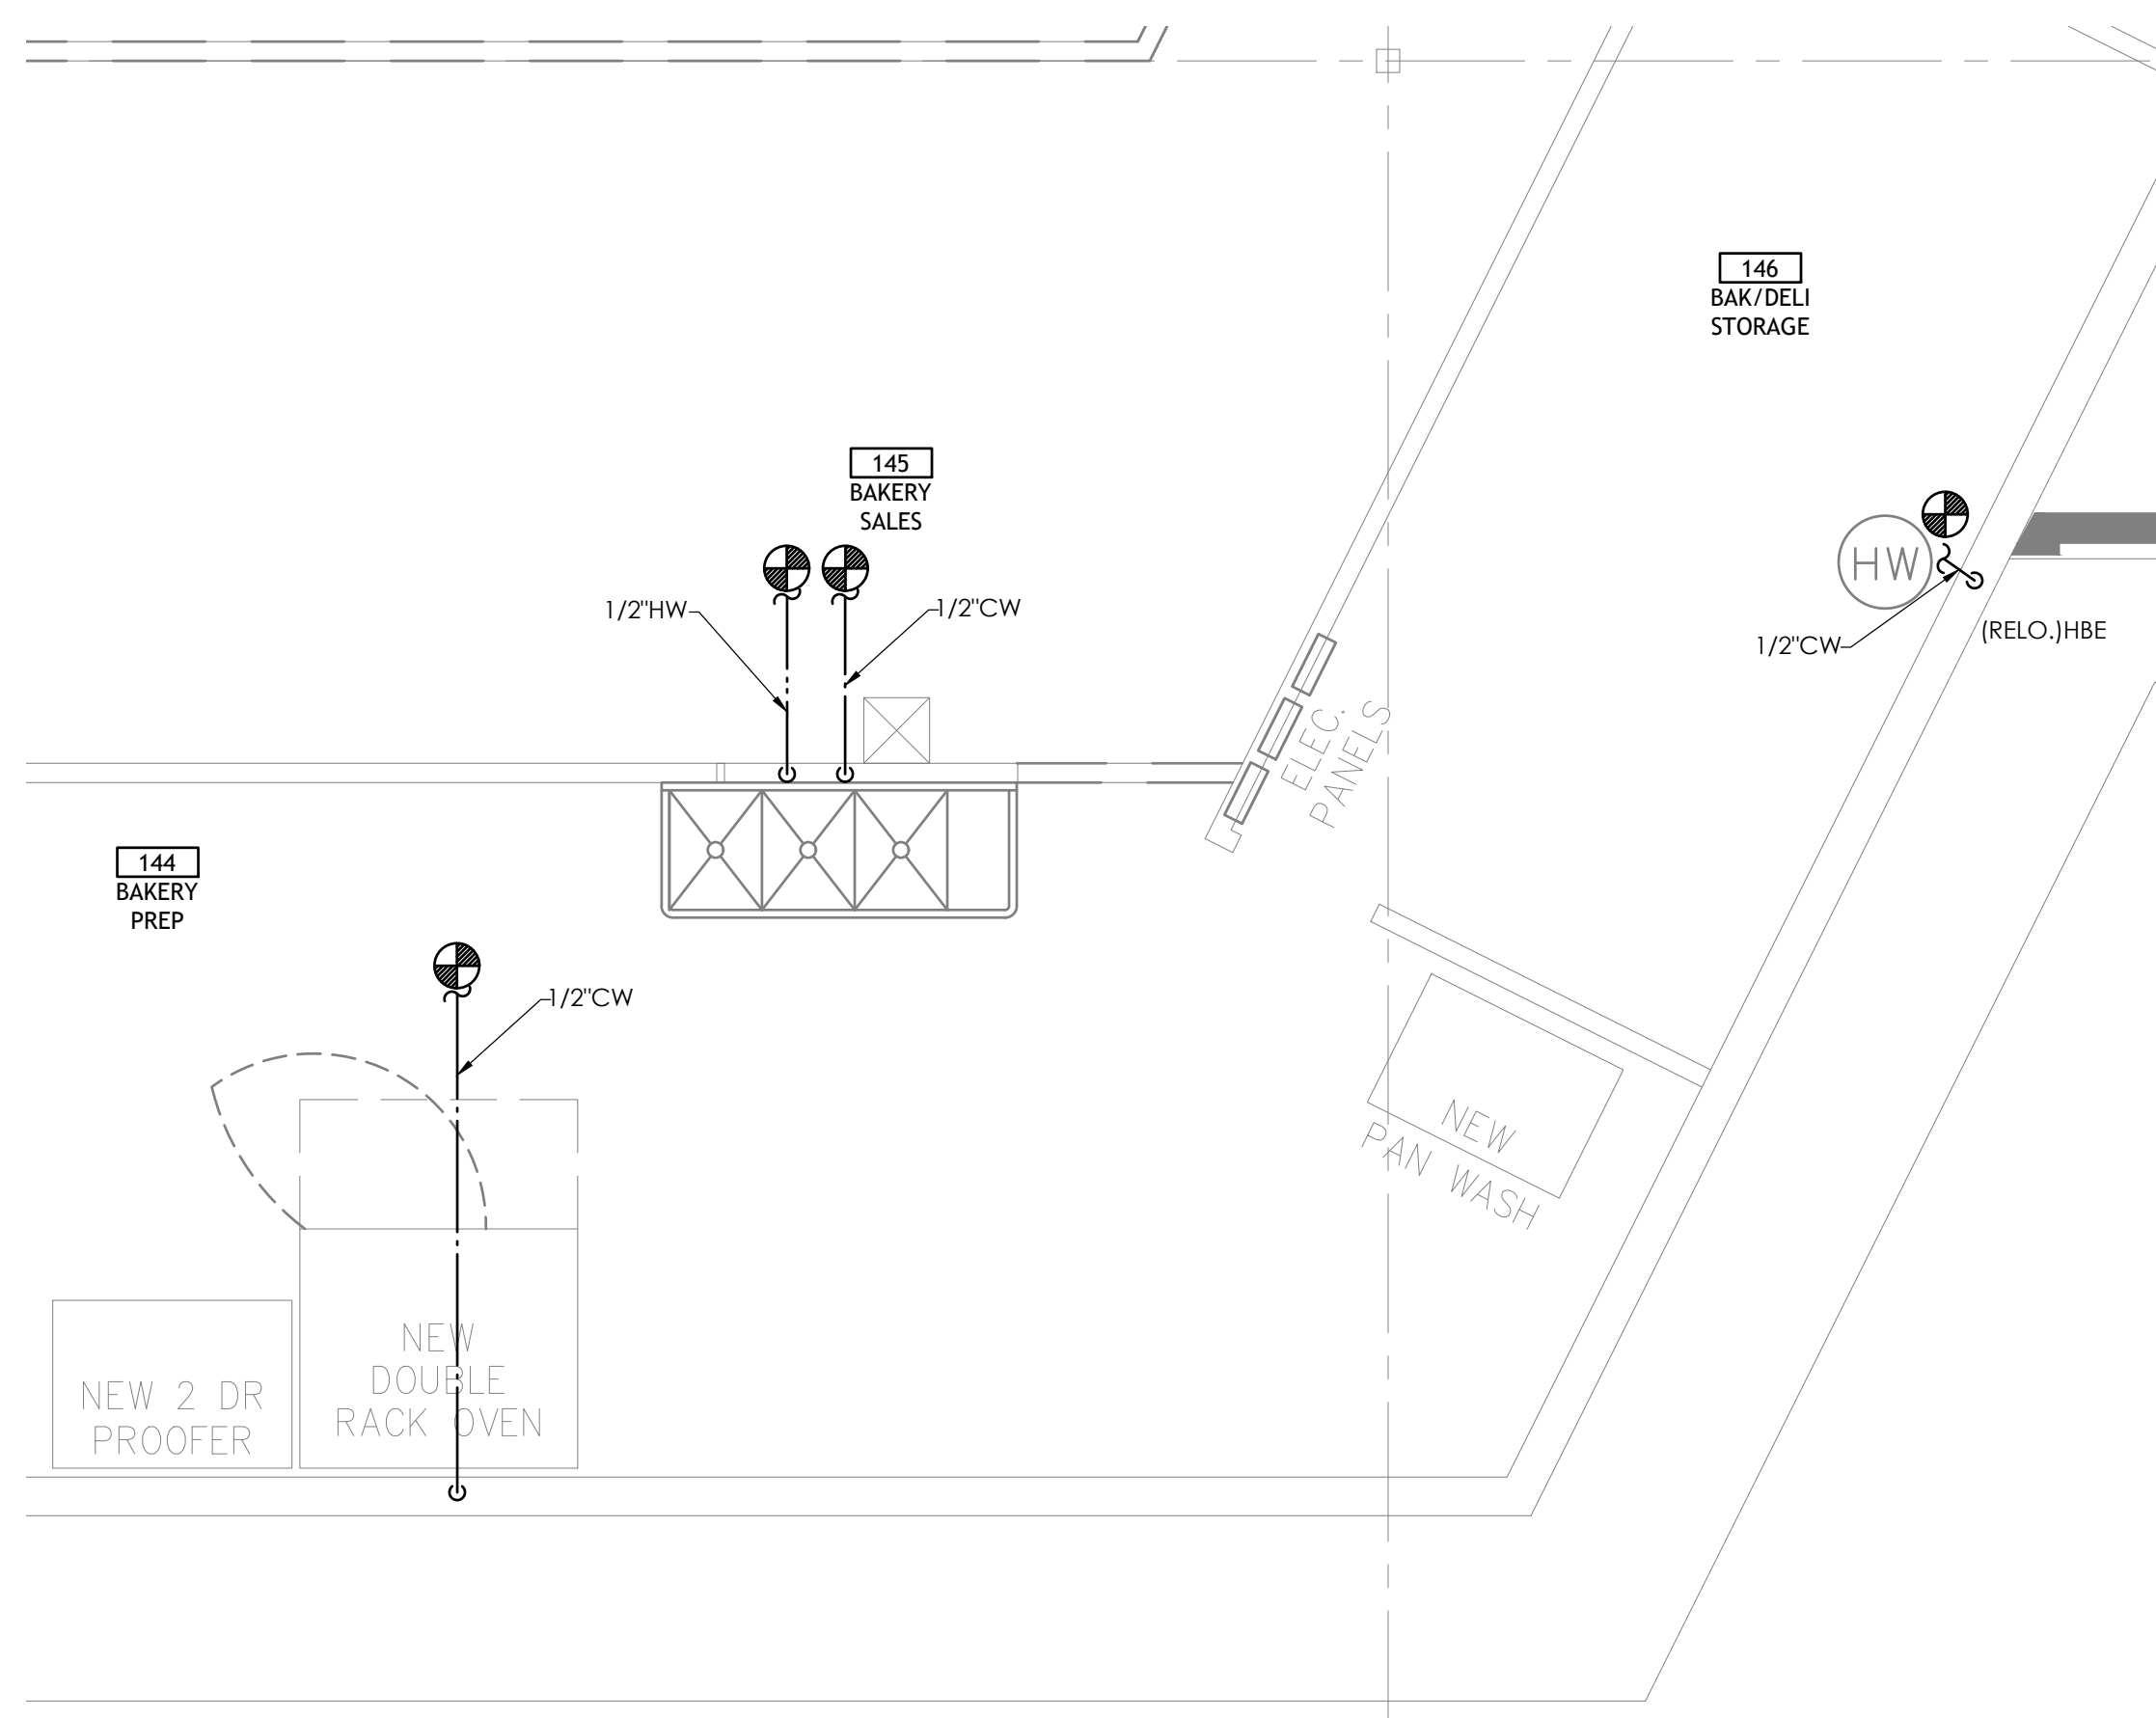 146
BAK/DELI
STORAGE
145
BAKERY
SALES
1/2"HW
1/2"CW
HW
(RELO.)HBE
1/2"CW
ELEC.
PANELS
144
BAKERY
PREP
1/2"CW
NEW
PAN WASH
NEW
DOUBLE
RACK OVEN
NEW 2 DR
PROOFER